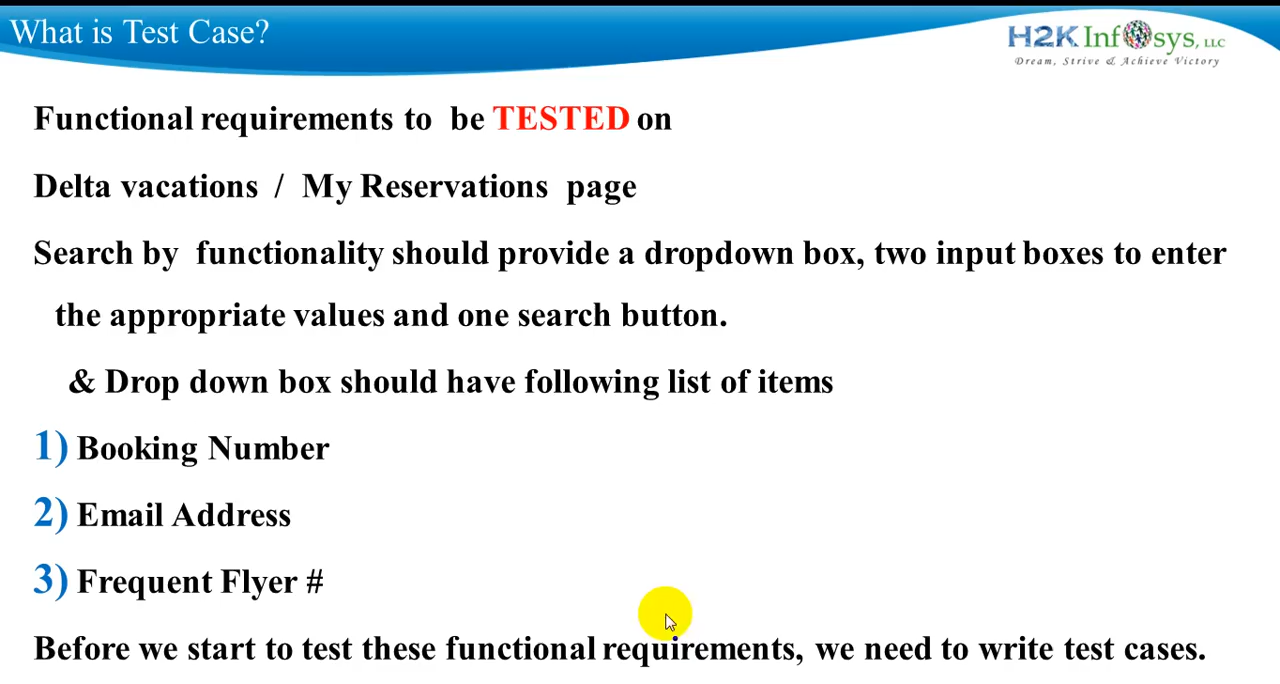 What is Test Case?
H2K Infosys, LLC
Dream, Strive & Achieve Victory
Functional requirements to be TESTED on
Delta vacations / My Reservations page
Search by functionality should provide a dropdown box, two input boxes to enter
the appropriate values and one search button.
& Drop down box should have following list of items
1) Booking Number
2) Email Address
3) Frequent Flyer #
Before we start to test these functional requirements, we need to write test cases.